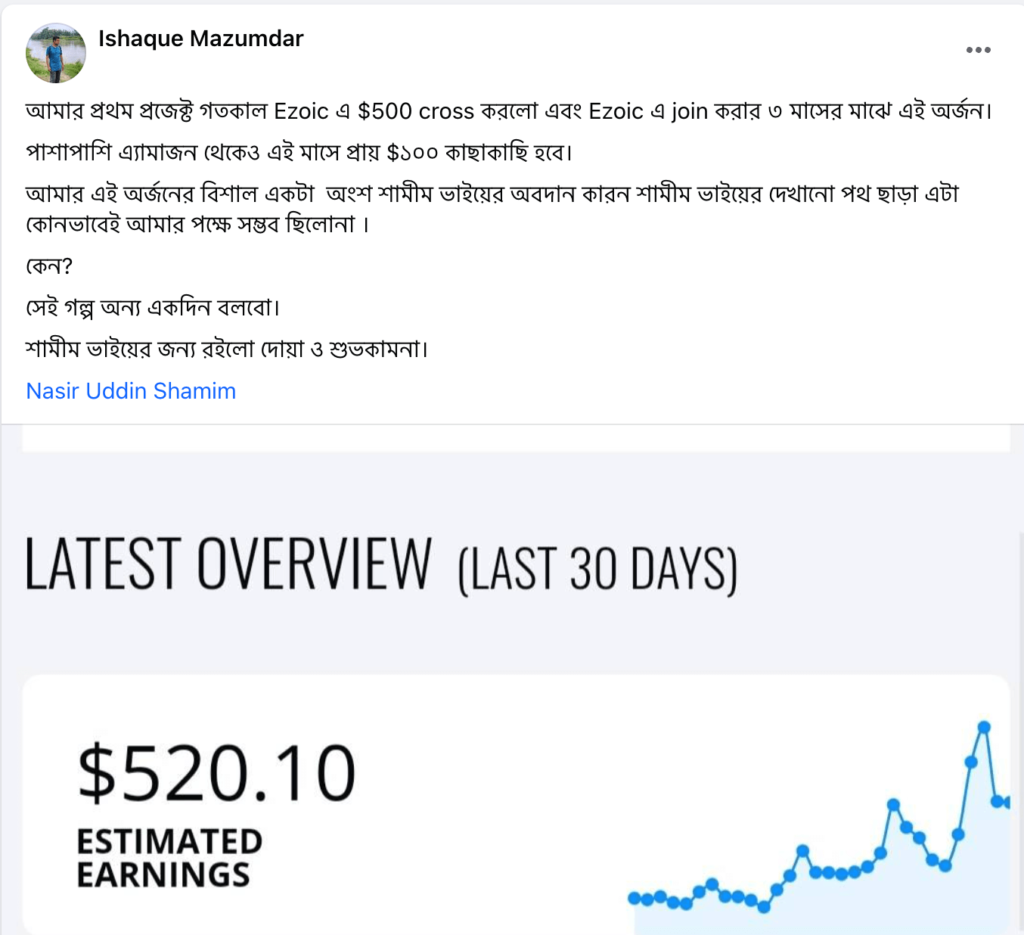 Ishaque Mazumdar
আমার প্রথম প্রজেক্ট গতকাল Ezoic এ $500 cross করলো এবং Ezoic এ join করার ৩ মাসের মাঝে এই অর্জন।
পাশাপাশি এ্যামাজন থেকেও এই মাসে প্রায় $১০০ কাছাকাছি হবে।
আমার এই অর্জনের বিশাল একটা অংশ শামীম ভাইয়ের অবদান কারন শামীম ভাইয়ের দেখানো পথ ছাড়া এটা
কোনভাবেই আমার পক্ষে সম্ভব ছিলোনা ।
কেন?
সেই গল্প অন্য একদিন বলবো।
শামীম ভাইয়ের জন্য রইলো দোয়া ও শুভকামনা।
Nasir Uddin Shamim
LATEST OVERVIEW (LAST 30 DAYS)
$520.10
ESTIMATED
EARNINGS